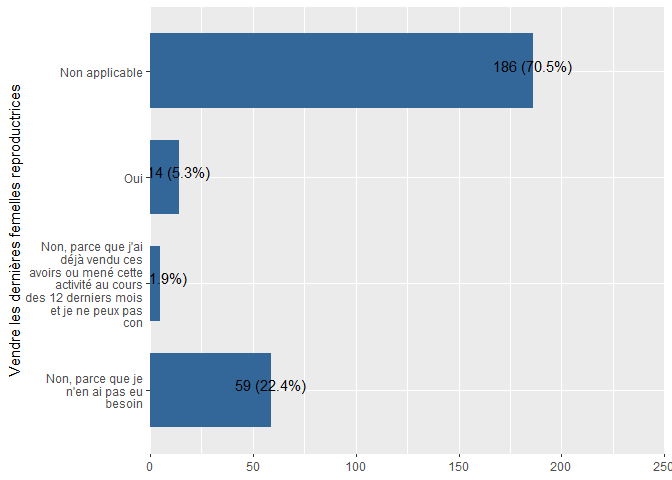 Vendre les dernières femelles reproductrices
Non applicable
186 (70.5%)
Oui
14 (5.3%)
Non, parce que j'ai
déjà vendu ces
avoirs ou mené cette
activité au cours
des 12 derniers mois
et je ne peux pas
con
1.9%)
Non, parce que je
n'en ai pas eu
besoin
59 (22.4%)
0 50 100 150 200 250